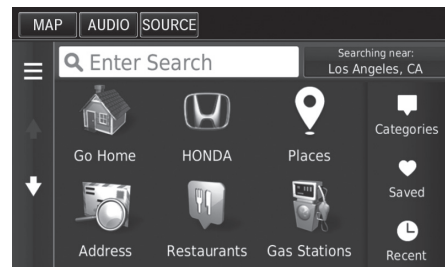 MAP AUDIO SOURCE
Enter Search
Searching near:
Los Angeles, CA
Categories
Go Home HONDA Places
Saved
Address Restaurants Gas Stations
Recent